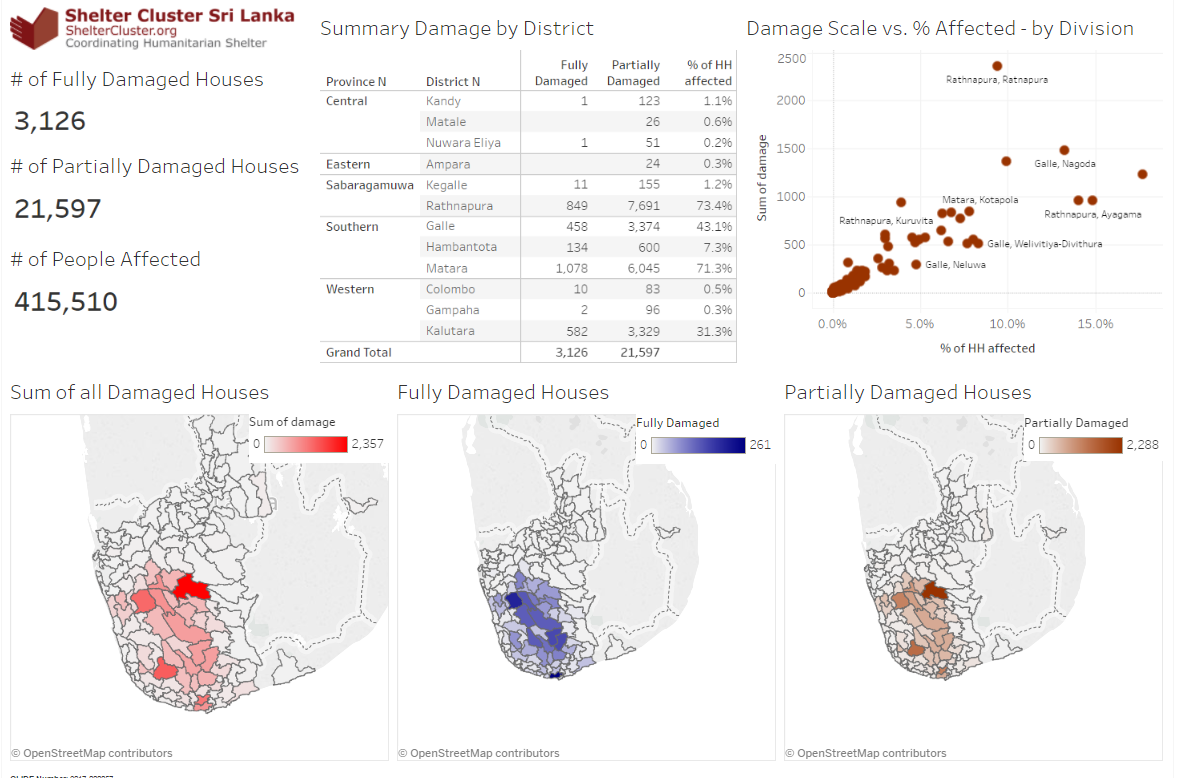 Shelter Cluster Sri Lanka
ShelterCluster.org
Coordinating Humanitarian Shelter
# of Fully Damaged Houses
3,126
# of Partially Damaged Houses
21,597
# of People Affected
415,510
Summary Damage by District
Province N District N Fully Damaged Partially Damaged % of HH affected
Central Kandy 1 123 1.1%
Matale 26 0.6%
Nuwara Eliya 1 51 0.2%
Eastern Ampara 24 0.3%
Sabaragamuwa Kegalle 11 155 1.2%
Rathnapura 849 7,691 73.4%
Southern Galle 458 3,374 43.1%
Hambantota 134 600 7.3%
Matara 1,078 6,045 71.3%
Western Colombo 10 83 0.5%
Gampaha 2 96 0.3%
Kalutara 582 3,329 31.3%
Grand Total 3,126 21,597
Damage Scale vs. % Affected - by Division
Sum of damage
2500
2000
1500
1000
500
0
Rathnapura, Ratnapura
Galle, Nagoda
Matara, Kotapola
Rathnapura, Ayagama
Rathnapura, Kuruvita
Galle, Welivitiya-Divithura
Galle, Neluwa
0.0% 5.0% 10.0% 15.0%
% of HH affected
Sum of all Damaged Houses
Sum of damage
0 2,357
© OpenStreetMap contributors
Fully Damaged Houses
Fully Damaged
0 261
© OpenStreetMap contributors
Partially Damaged Houses
Partially Damaged
0 2,288
© OpenStreetMap contributors